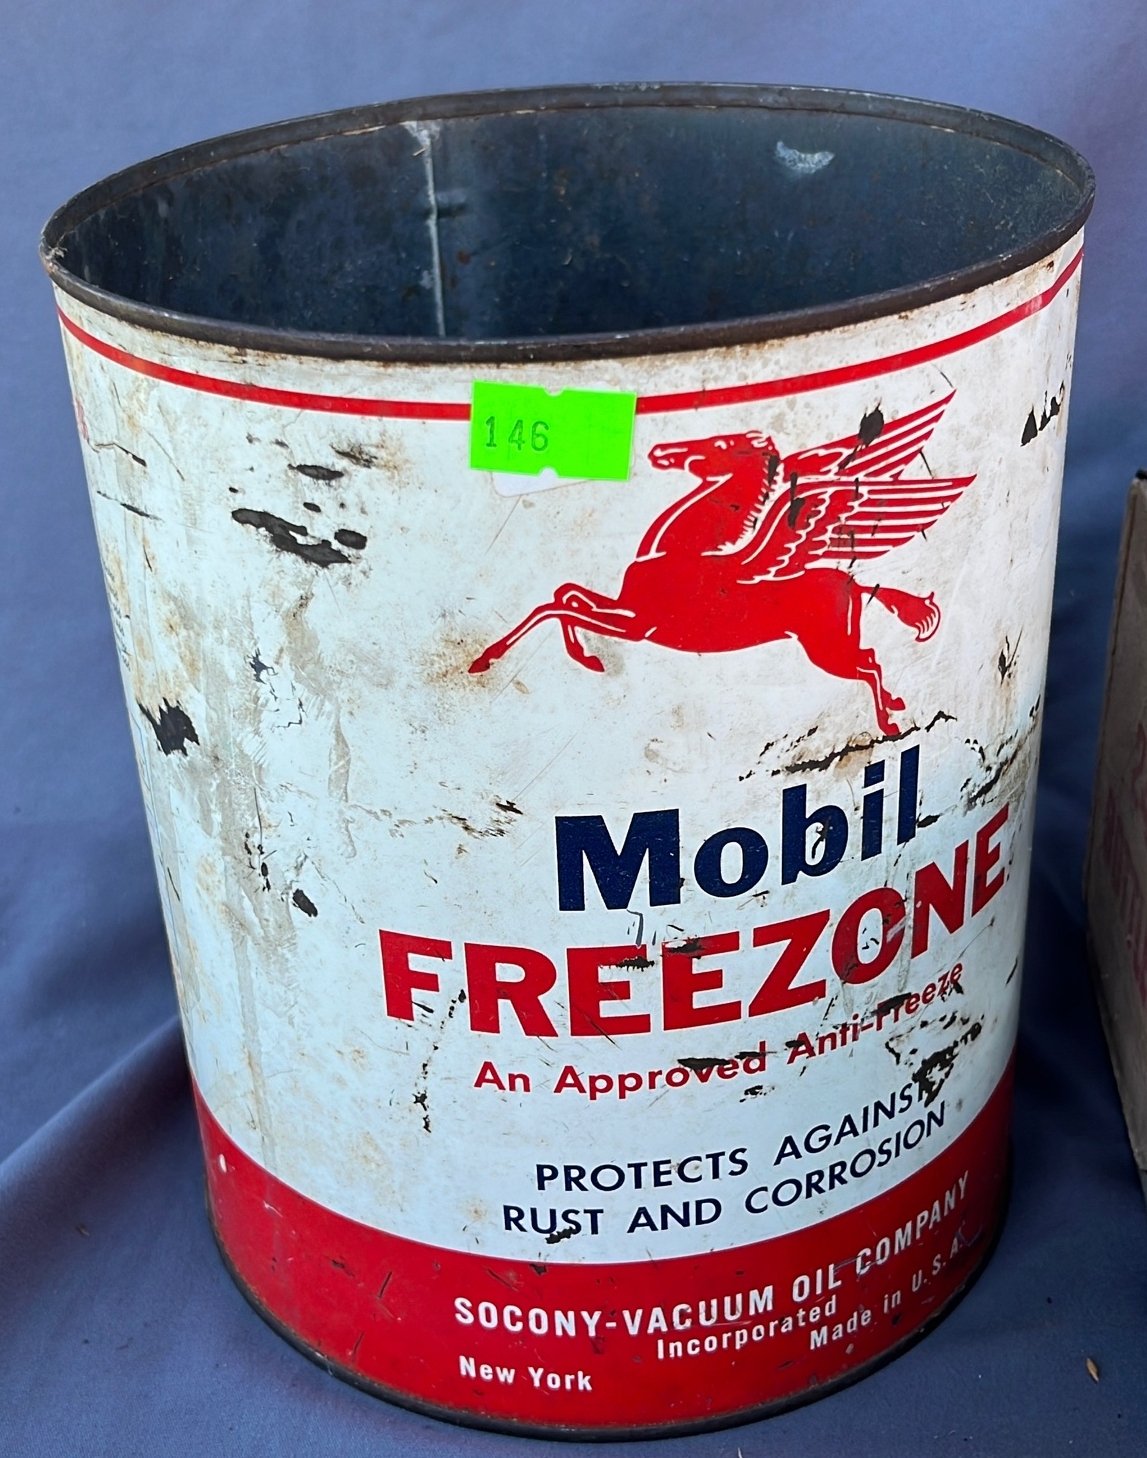 146
Mobil
FREEZONE
An Approved Anti-Freeze
PROTECTS AGAINST
RUST AND CORROSION
SOCONY-VACUUM OIL COMPANY
Incorporated
New York
Made in U.S.A.